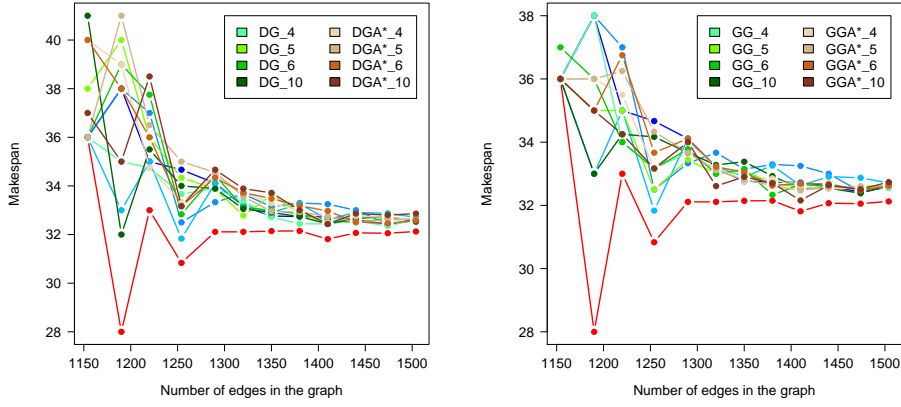 40
38
36
34
32
30
28
Makespan
1150 1200 1250 1300 1350 1400 1450 1500
Number of edges in the graph
DG_4 DGA*_4
DG_5 DGA*_5
DG_6 DGA*_6
DG_10 DGA*_10
38
36
34
32
30
28
Makespan
1150 1200 1250 1300 1350 1400 1450 1500
Number of edges in the graph
GG_4 GGA*_4
GG_5 GGA*_5
GG_6 GGA*_6
GG_10 GGA*_10